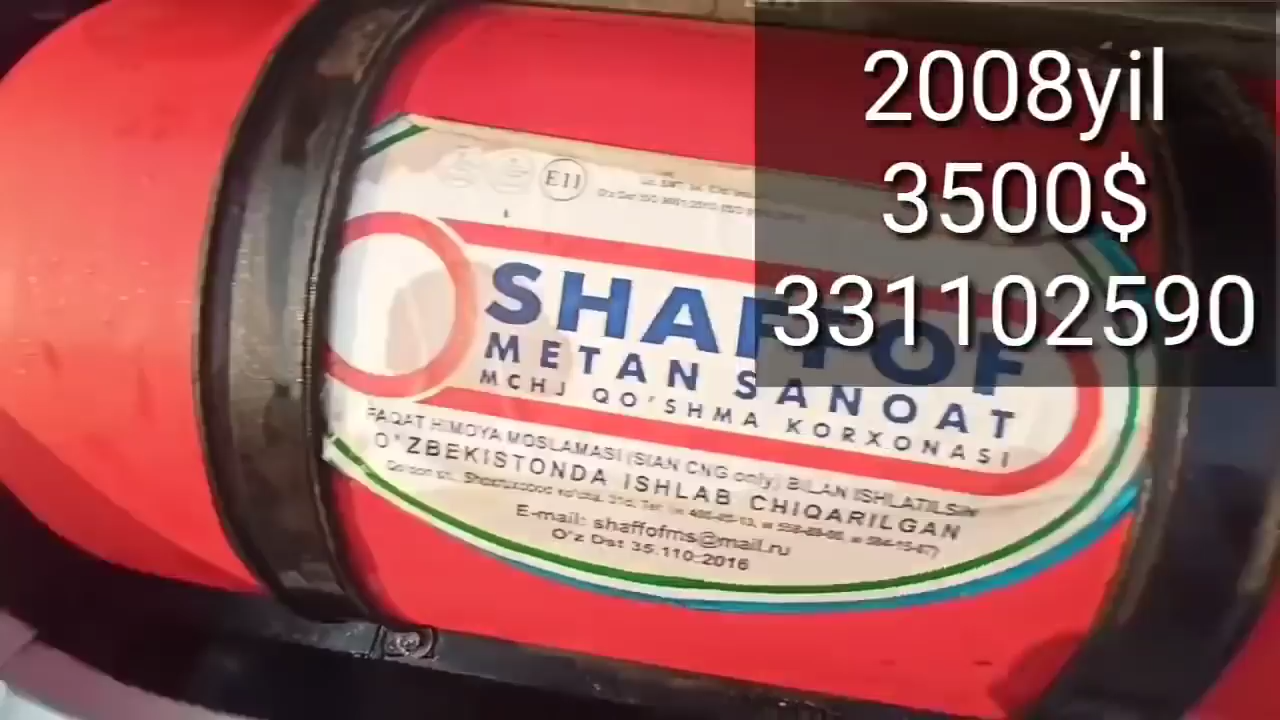 2008yil
3500$
331102590
E11
SHAFFOF
METAN SANOAT
MCHJ QO'SHMA KORXONASI
FAQAT HIMOYA MOSLAMASI (SIAN CNG only) BILAN ISHLATILSIN
O'ZBEKISTONDA ISHLAB CHIQARILGAN
E-mail: shaffofms@mail.ru
O'z Dst 35.110:2016